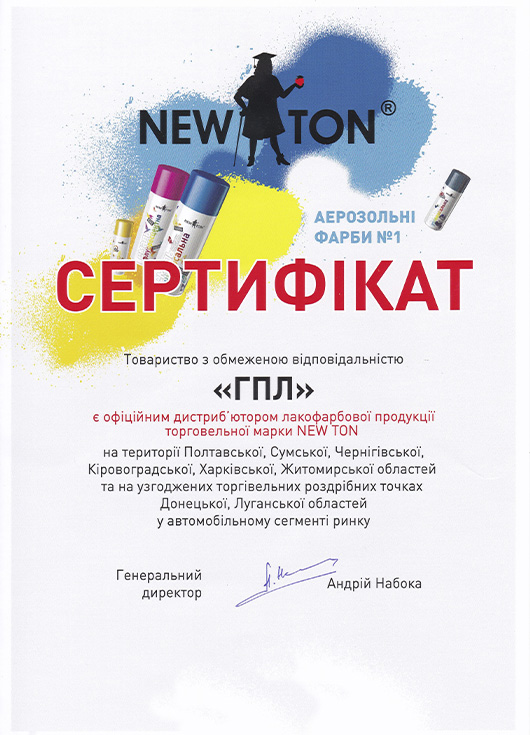 NEW TON®
АЕРОЗОЛЬНІ
ФАРБИ №1
СЕРТИФІКАТ
Товариство з обмеженою відповідальністю
«ГПЛ»
є офіційним дистриб'ютором лакофарбової продукції
торговельної марки NEW TON
на території Полтавської, Сумської, Чернігівської,
Кіровоградської, Харківської, Житомирської областей
та на узгоджених торгівельних роздрібних точках
Донецької, Луганської областей
у автомобільному сегменті ринку
Генеральний
директор
Андрій Набока